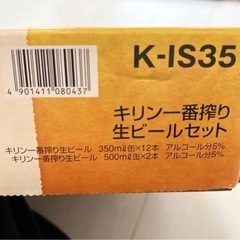 K-IS35
4 901411 080437
キリン一番搾り
生ビールセット
キリン一番搾り生ビール 350ml缶×12本 アルコール分5%
キリン一番搾り生ビール 500ml缶×2本 アルコール分5%